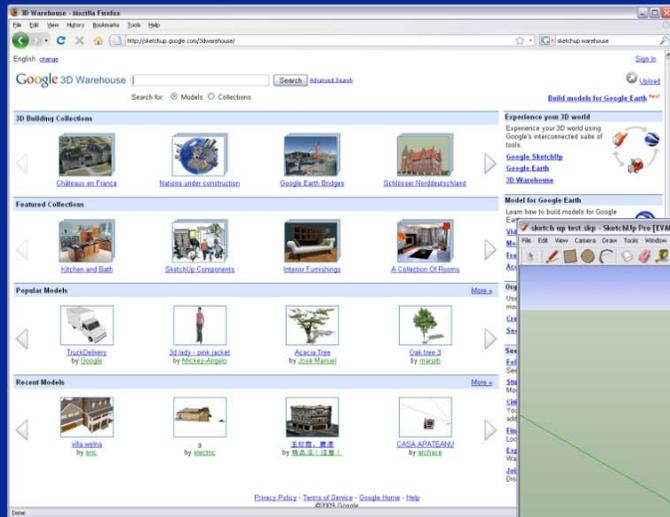 3D Warehouse - Mozilla Firefox
File Edit View History Bookmarks Tools Help
http://sketchup.google.com/3dwarehouse/
sketchup warehouse
English change
Sign In
Google 3D Warehouse
Search
Advanced Search
Upload
Search for: Models Collections
Build models for Google Earth New!
3D Building Collections
Châteaux en France
Nations under construction
Google Earth Bridges
Schlösser Norddeutschland
Featured Collections
Kitchen and Bath
SketchUp Components
Interior Furnishings
A Collection Of Rooms
Popular Models
More »
TruckDelivery
by Google
3d lady - pink jacket
by Mickey-Angelo
Acacia Tree
by José Manuel
Oak tree 3
by marutb
Recent Models
More »
villa welna
by eric
a
by electric
CASA APATEANU
by archace
Privacy Policy - Terms of Service - Google Home - Help
©2009 Google
Done
Experience your 3D world
Experience your 3D world using
Google's interconnected suite of
tools.
Google SketchUp
Google Earth
3D Warehouse
Model for Google Earth
Learn how to build models for Google
sketch up test.skp - SketchUp Pro [EVAL
File Edit View Camera Draw Tools Window